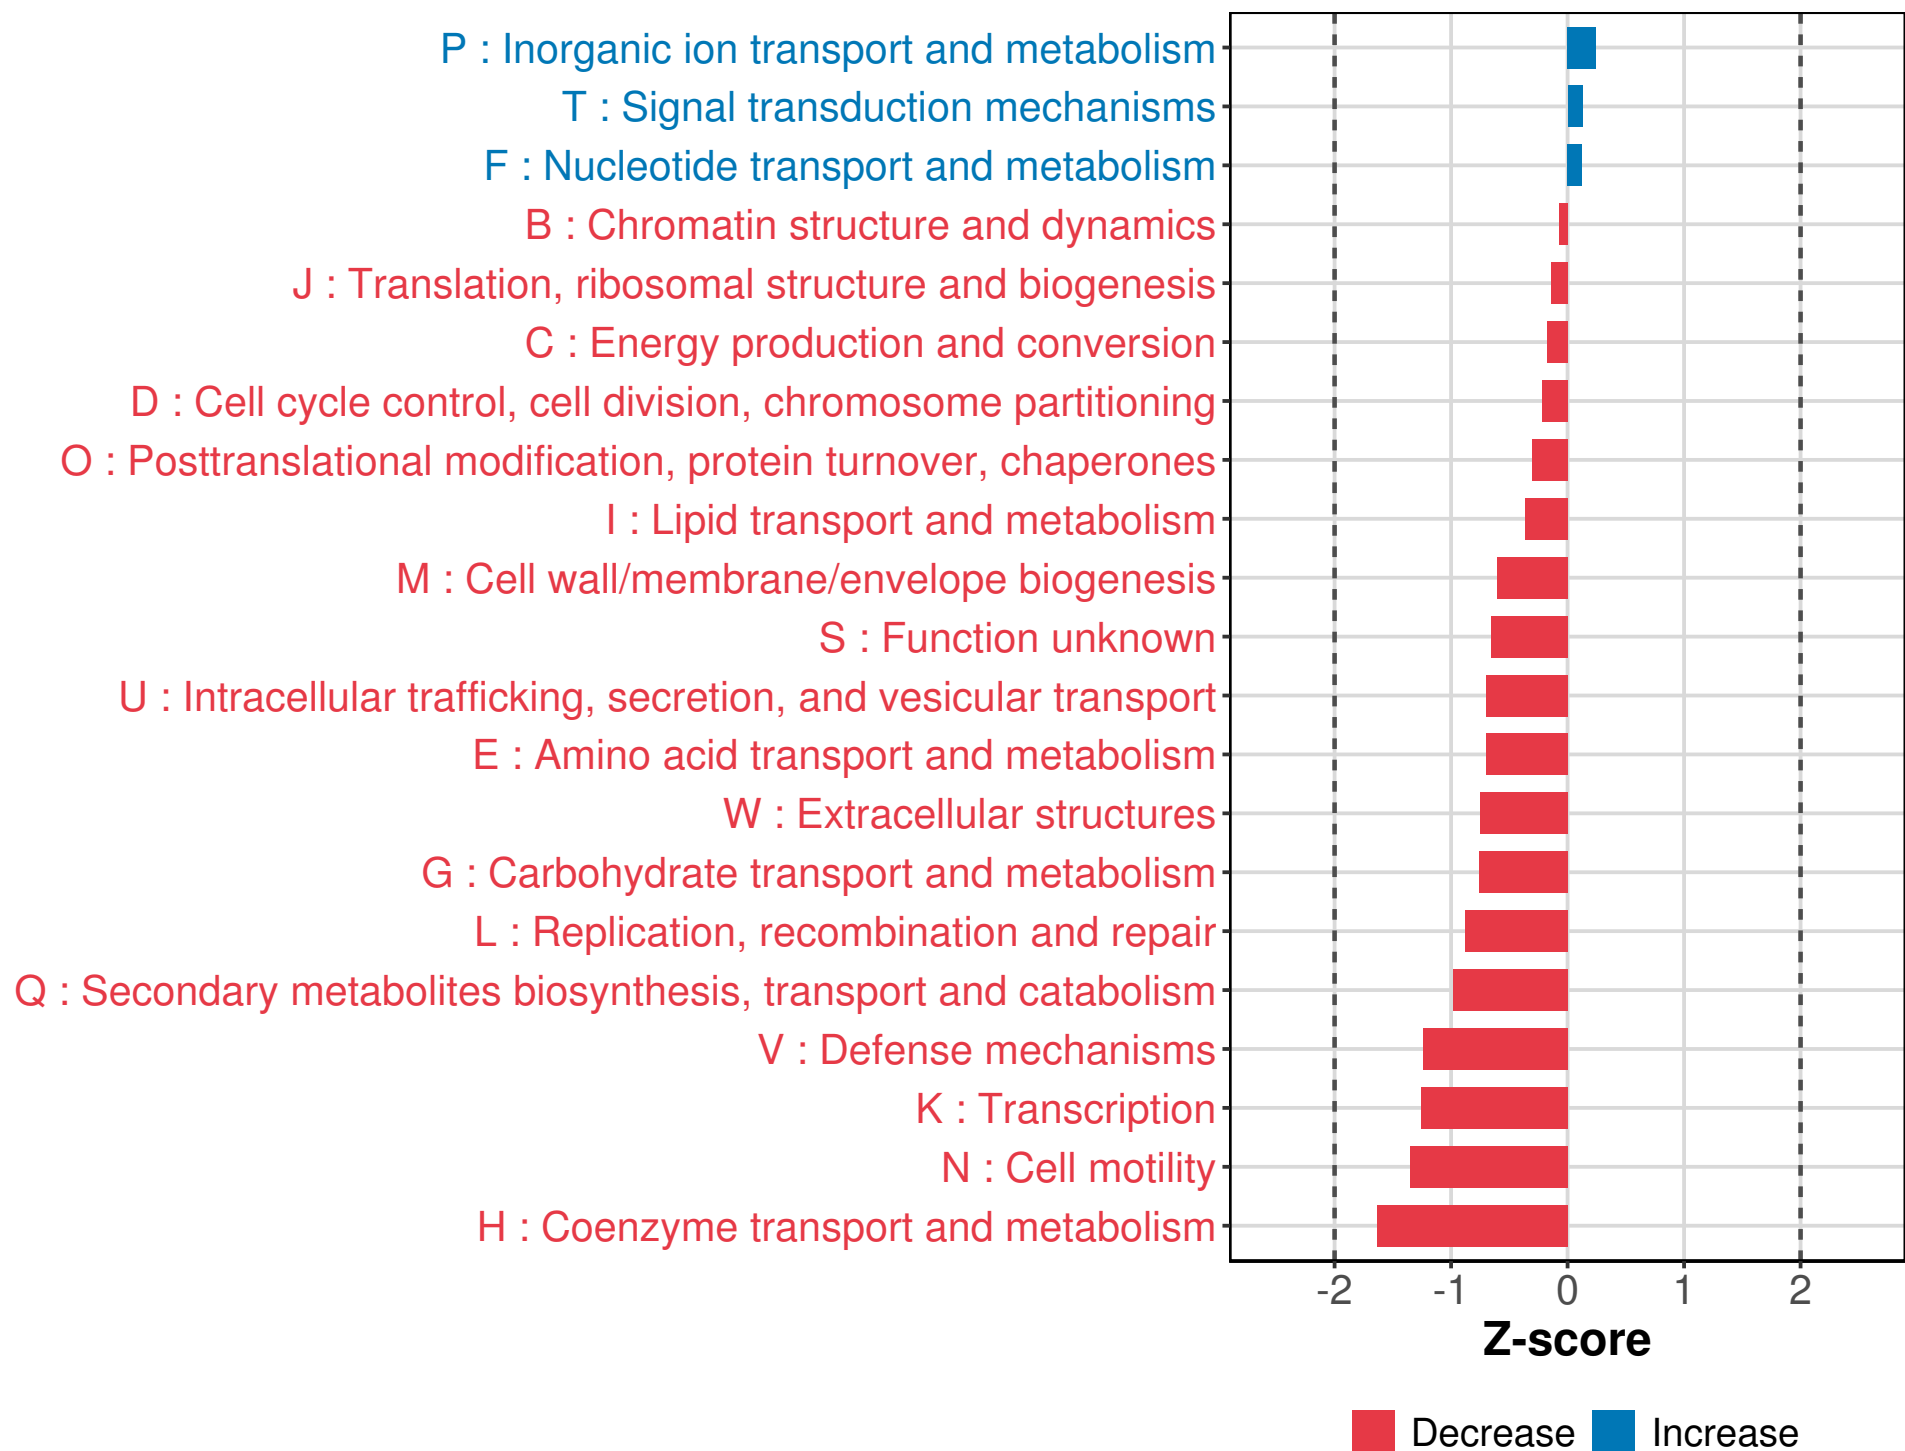 P : Inorganic ion transport and metabolism
T : Signal transduction mechanisms
F : Nucleotide transport and metabolism
B : Chromatin structure and dynamics
J : Translation, ribosomal structure and biogenesis
C : Energy production and conversion
D : Cell cycle control, cell division, chromosome partitioning
O : Posttranslational modification, protein turnover, chaperones
I : Lipid transport and metabolism
M : Cell wall/membrane/envelope biogenesis
S : Function unknown
U : Intracellular trafficking, secretion, and vesicular transport
E : Amino acid transport and metabolism
W : Extracellular structures
G : Carbohydrate transport and metabolism
L : Replication, recombination and repair
Q : Secondary metabolites biosynthesis, transport and catabolism
V : Defense mechanisms
K : Transcription
N : Cell motility
H : Coenzyme transport and metabolism
-2 -1 0 1 2
Z-score
Decrease Increase